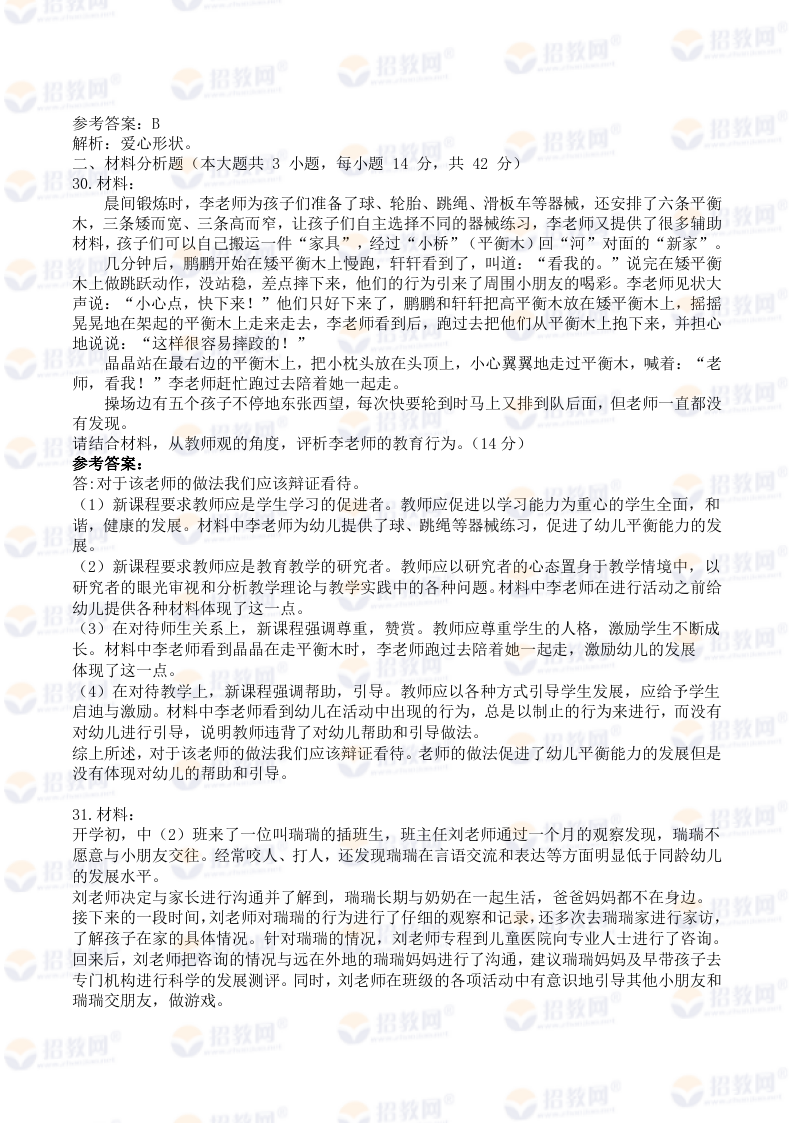 参考答案：B
解析：爱心形状。
二、材料分析题（本大题共 3 小题，每小题 14 分，共 42 分）
30.材料：
晨间锻炼时，李老师为孩子们准备了球、轮胎、跳绳、滑板车等器械，还安排了六条平衡
木，三条矮而宽、三条高而窄，让孩子们自主选择不同的器械练习，李老师又提供了很多辅助
材料，孩子们可以自己搬运一件“家具”，经过“小桥”（平衡木）回“河”对面的“新家”。
几分钟后，鹏鹏开始在矮平衡木上慢跑，轩轩看到了，叫道：“看我的。”说完在矮平衡
木上做跳跃动作，没站稳，差点摔下来，他们的行为引来了周围小朋友的喝彩。李老师见状大
声说：“小心点，快下来！”他们只好下来了，鹏鹏和轩轩把高平衡木放在矮平衡木上，摇摇
晃晃地在架起的平衡木上走来走去，李老师看到后，跑过去把他们从平衡木上抱下来，并担心
地说说：“这样很容易摔跤的！”
晶晶站在最右边的平衡木上，把小枕头放在头顶上，小心翼翼地走过平衡木，喊着：“老
师，看我！”李老师赶忙跑过去陪着她一起走。
操场边有五个孩子不停地东张西望，每次快要轮到时马上又排到队后面，但老师一直都没
有发现。
请结合材料，从教师观的角度，评析李老师的教育行为。（14 分）
参考答案：
答:对于该老师的做法我们应该辩证看待。
（1）新课程要求教师应是学生学习的促进者。教师应促进以学习能力为重心的学生全面，和
谐，健康的发展。材料中李老师为幼儿提供了球、跳绳等器械练习，促进了幼儿平衡能力的发
展。
（2）新课程要求教师应是教育教学的研究者。教师应以研究者的心态置身于教学情境中，以
研究者的眼光审视和分析教学理论与教学实践中的各种问题。材料中李老师在进行活动之前给
幼儿提供各种材料体现了这一点。
（3）在对待师生关系上，新课程强调尊重，赞赏。教师应尊重学生的人格，激励学生不断成
长。材料中李老师看到晶晶在走平衡木时，李老师跑过去陪着她一起走，激励幼儿的发展
体现了这一点。
（4）在对待教学上，新课程强调帮助，引导。教师应以各种方式引导学生发展，应给予学生
启迪与激励。材料中李老师看到幼儿在活动中出现的行为，总是以制止的行为来进行，而没有
对幼儿进行引导，说明教师违背了对幼儿帮助和引导做法。
综上所述，对于该老师的做法我们应该辩证看待。老师的做法促进了幼儿平衡能力的发展但是
没有体现对幼儿的帮助和引导。
31.材料：
开学初，中（2）班来了一位叫瑞瑞的插班生，班主任刘老师通过一个月的观察发现，瑞瑞不
愿意与小朋友交往。经常咬人、打人，还发现瑞瑞在言语交流和表达等方面明显低于同龄幼儿
的发展水平。
刘老师决定与家长进行沟通并了解到，瑞瑞长期与奶奶在一起生活，爸爸妈妈都不在身边。
接下来的一段时间，刘老师对瑞瑞的行为进行了仔细的观察和记录，还多次去瑞瑞家进行家访，
了解孩子在家的具体情况。针对瑞瑞的情况，刘老师专程到儿童医院向专业人士进行了咨询。
回来后，刘老师把咨询的情况与远在外地的瑞瑞妈妈进行了沟通，建议瑞瑞妈妈及早带孩子去
专门机构进行科学的发展测评。同时，刘老师在班级的各项活动中有意识地引导其他小朋友和
瑞瑞交朋友，做游戏。